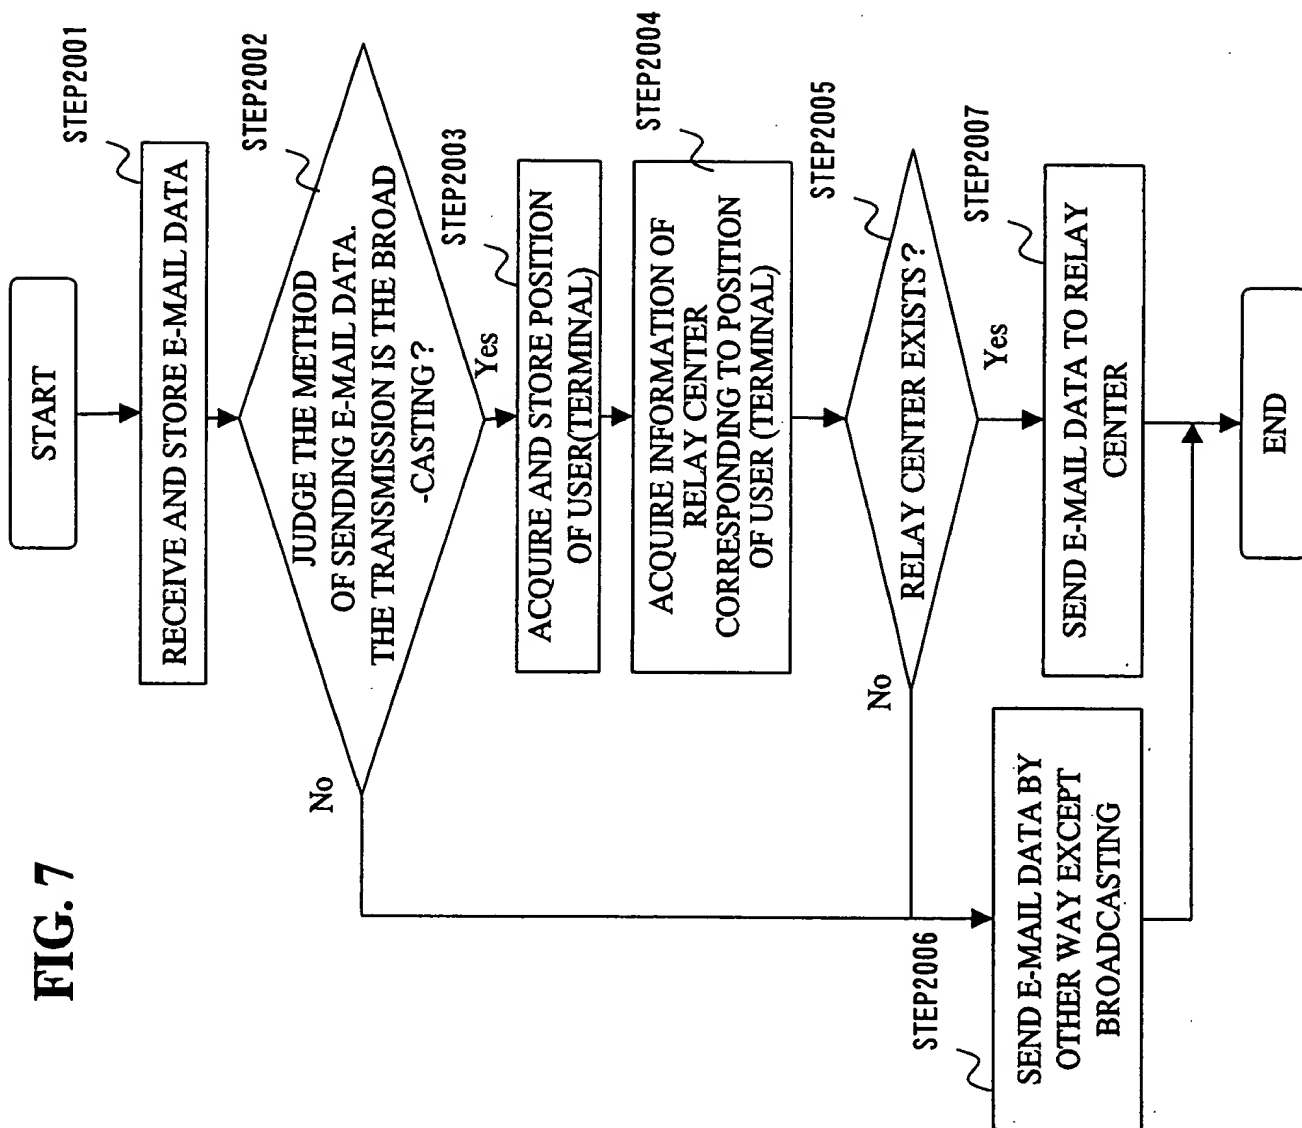 FIG. 7
START
STEP2001
RECEIVE AND STORE E-MAIL DATA
STEP2002
JUDGE THE METHOD
OF SENDING E-MAIL DATA.
THE TRANSMISSION IS THE BROAD
-CASTING?
No
Yes
STEP2003
ACQUIRE AND STORE POSITION
OF USER(TERMINAL)
STEP2004
ACQUIRE INFORMATION OF
RELAY CENTER
CORRESPONDING TO POSITION
OF USER (TERMINAL)
STEP2005
RELAY CENTER EXISTS?
No
Yes
STEP2006
SEND E-MAIL DATA BY
OTHER WAY EXCEPT
BROADCASTING
STEP2007
SEND E-MAIL DATA TO RELAY
CENTER
END